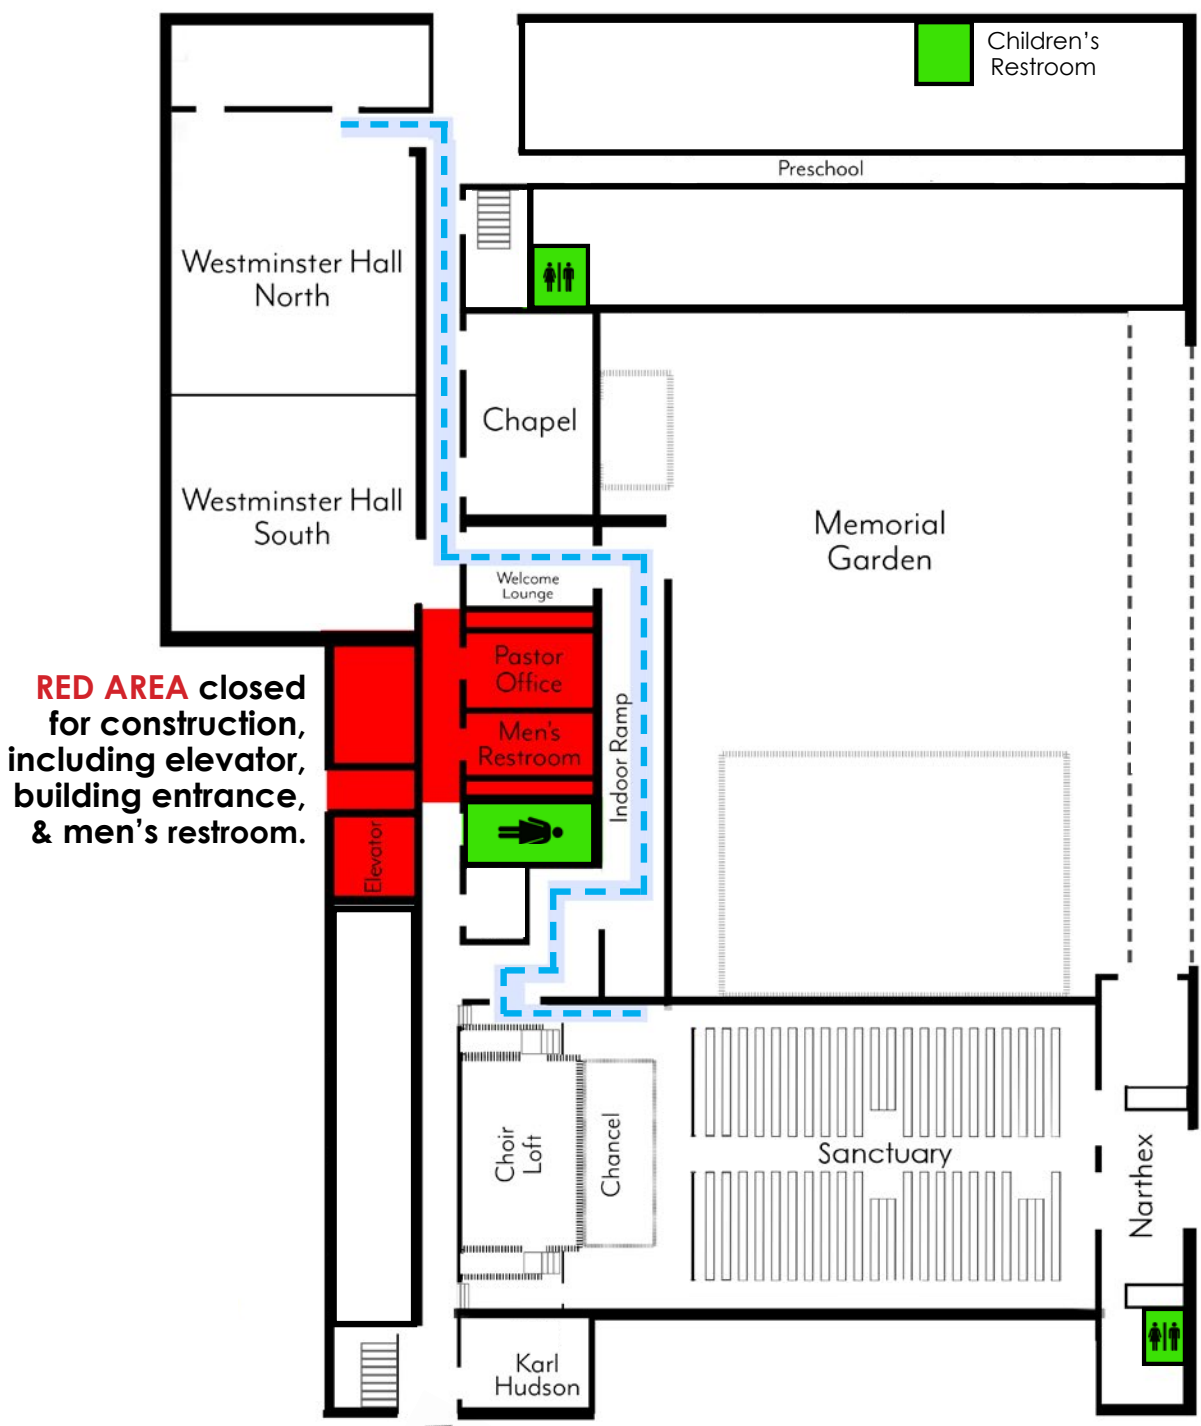 Children's
Restroom
Preschool
Westminster Hall
North
Chapel
Westminster Hall
South
Memorial
Garden
Welcome
Lounge
RED AREA closed
for construction,
including elevator,
building entrance,
& men's restroom.
Pastor
Office
Men's
Restroom
Indoor Ramp
Elevator
Choir
Loft
Chancel
Sanctuary
Narthex
Karl
Hudson